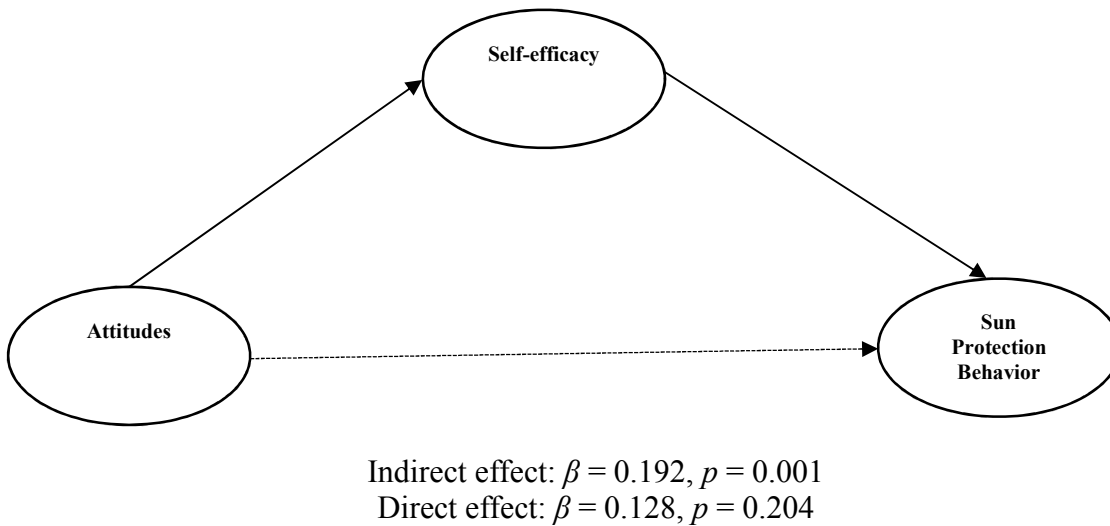 Self-efficacy
Attitudes
Sun
Protection
Behavior
Indirect effect: β = 0.192, p = 0.001
Direct effect: β = 0.128, p = 0.204